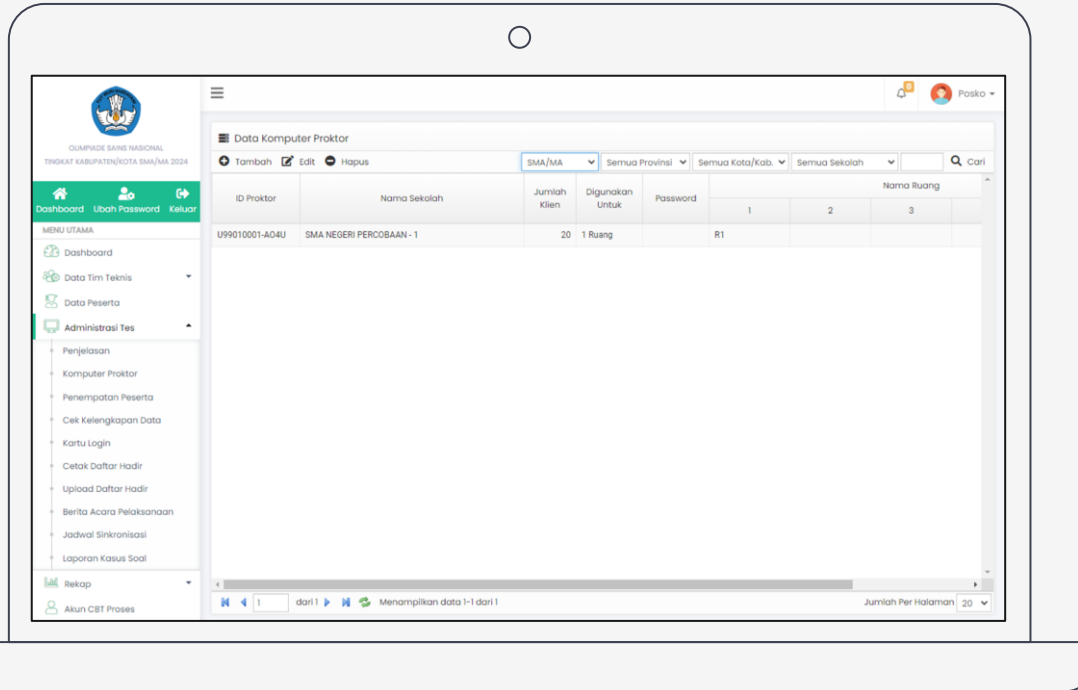 OLIMPIADE SAINS NASIONAL
TINGKAT KABUPATEN/KOTA SMA/MA 2024
Dashboard Ubah Password Keluar
MENU UTAMA
Dashboard
Data Tim Teknis
Data Peserta
Administrasi Tes
Penjelasan
Komputer Proktor
Penempatan Peserta
Cek Kelengkapan Data
Kartu Login
Cetak Daftar Hadir
Upload Daftar Hadir
Berita Acara Pelaksanaan
Jadwal Sinkronisasi
Laporan Kasus Soal
Rekap
Akun CBT Proses
0 Posko
Data Komputer Proktor
Tambah Edit Hapus SMA/MA Semua Provinsi Semua Kota/Kab. Semua Sekolah Cari
ID Proktor Nama Sekolah Jumlah Klien Digunakan Untuk Password Nama Ruang
1 2 3
U99010001-A04U SMA NEGERI PERCOBAAN - 1 20 1 Ruang R1
1 dari 1 Menampilkan data 1-1 dari 1 Jumlah Per Halaman 20